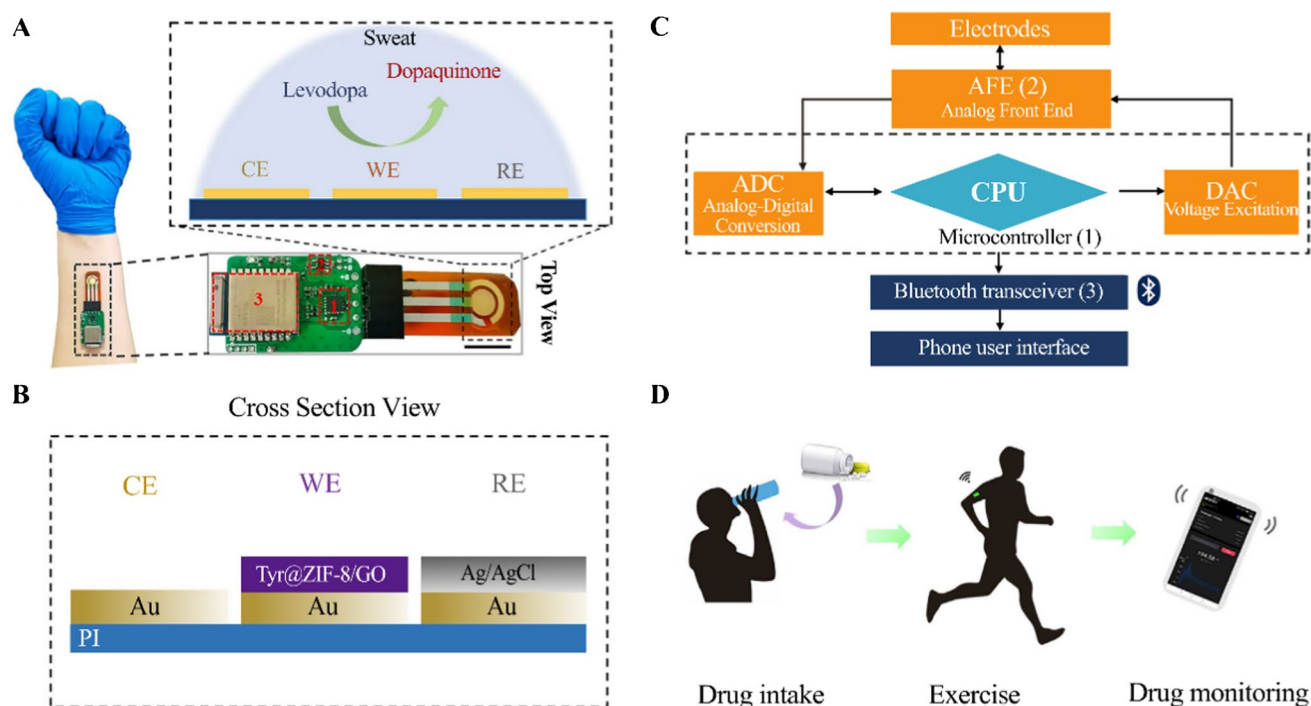 A
Sweat
Levodopa
Dopaquinone
CE
WE
RE
3
1
Top View
B
Cross Section View
CE
WE
RE
Tyr@ZIF-8/GO
Ag/AgCl
Au
Au
Au
PI
C
Electrodes
AFE (2)
Analog Front End
ADC
Analog-Digital
Conversion
CPU
DAC
Voltage Excitation
Microcontroller (1)
Bluetooth transceiver (3)
Phone user interface
D
Drug intake
Exercise
Drug monitoring